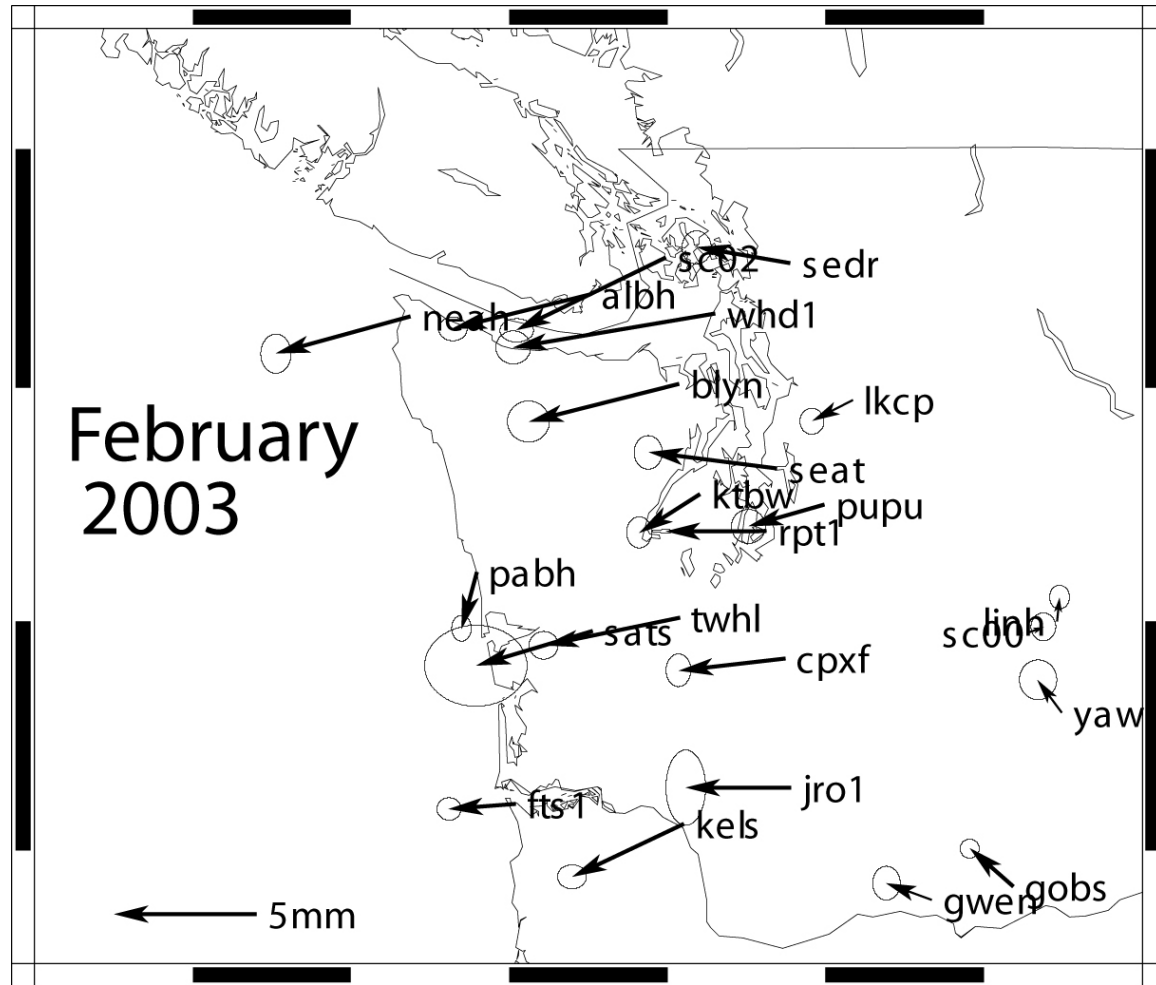 sc02
sedr
albh
neah
whd1
blyn
lkcp
February
2003
seat
ktbw
pupu
rpt1
pabh
twhl
sats
linh
sc00
cpxf
yaw
jro1
fts1
kels
gobs
gwen
5mm